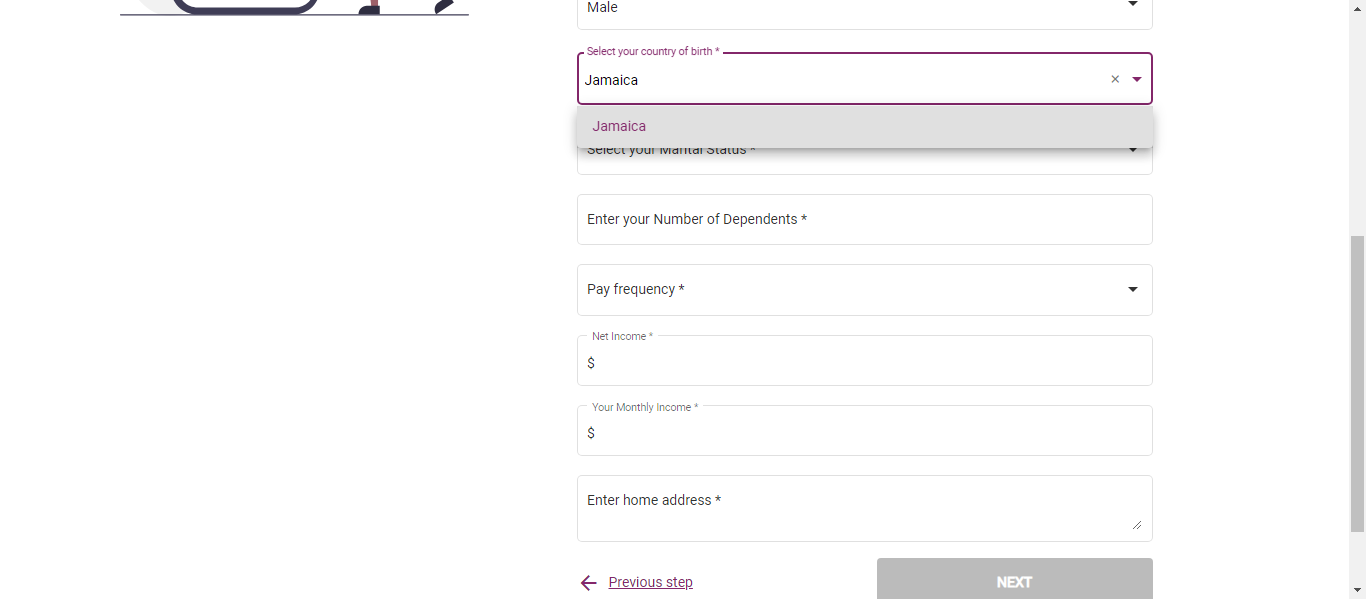 Male
Select your country of birth *
Jamaica
Jamaica
Select your Marital Status *
Enter your Number of Dependents *
Pay frequency *
Net Income *
$
Your Monthly Income *
$
Enter home address *
Previous step
NEXT